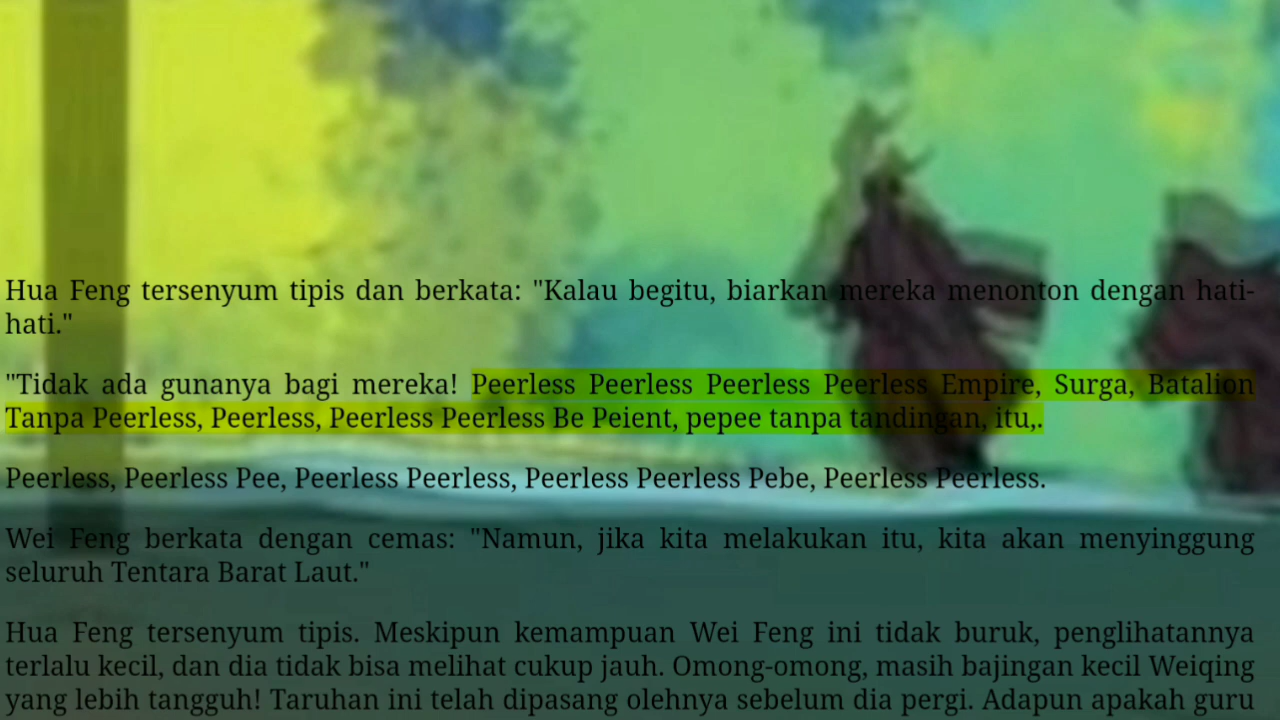 Hua Feng tersenyum tipis dan berkata: "Kalau begitu, biarkan mereka menonton dengan hati-
hati."
"Tidak ada gunanya bagi mereka! Peerless Peerless Peerless Peerless Empire, Surga, Batalion
Tanpa Peerless, Peerless, Peerless Peerless Be Peient, pepee tanpa tandingan, itu,.
Peerless, Peerless Pee, Peerless Peerless, Peerless Peerless Pebe, Peerless Peerless.
Wei Feng berkata dengan cemas: "Namun, jika kita melakukan itu, kita akan menyinggung
seluruh Tentara Barat Laut."
Hua Feng tersenyum tipis. Meskipun kemampuan Wei Feng ini tidak buruk, penglihatannya
terlalu kecil, dan dia tidak bisa melihat cukup jauh. Omong-omong, masih bajingan kecil Weiqing
yang lebih tangguh! Taruhan ini telah dipasang olehnya sebelum dia pergi. Adapun apakah guru